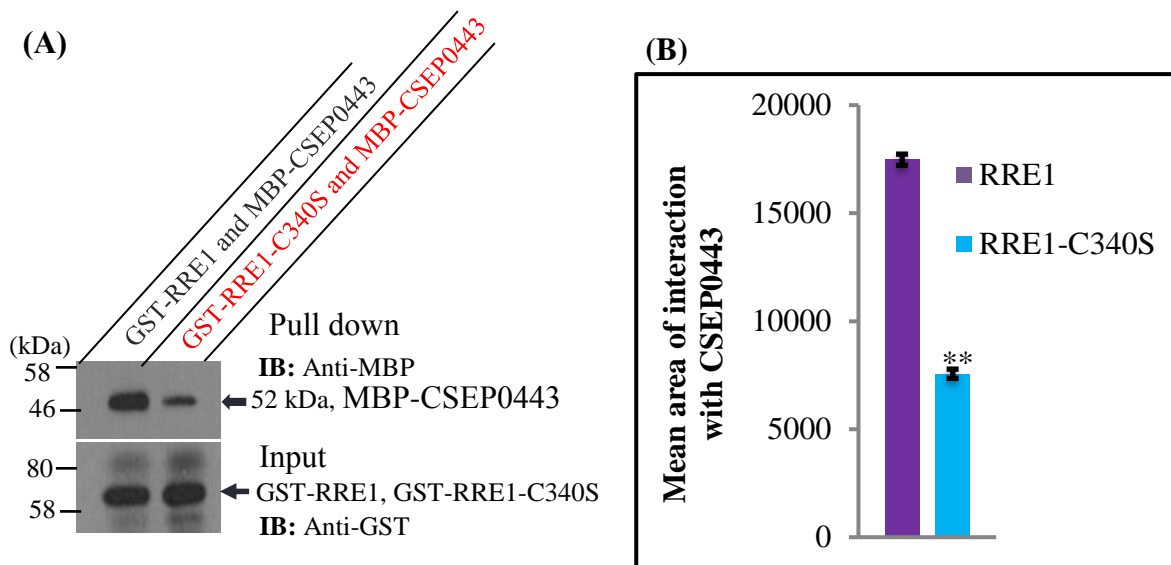 (A)
GST-RRE1 and MBP-CSEP0443
GST-RRE1-C340S and MBP-CSEP0443
(kDa)
Pull down
IB: Anti-MBP
58
46
52 kDa, MBP-CSEP0443
Input
80
58
GST-RRE1, GST-RRE1-C340S
IB: Anti-GST
(B)
Mean area of interaction
with CSEP0443
20000
15000
10000
5000
0
**
RRE1
RRE1-C340S